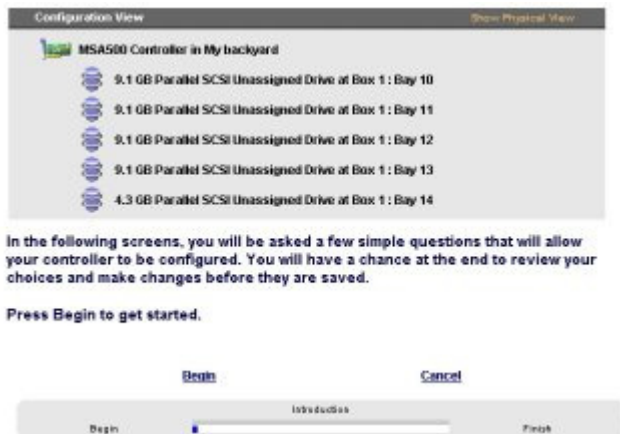 Configuration View Show Physical View
MSA500 Controller in My backyard
9.1 GB Parallel SCSI Unassigned Drive at Box 1 : Bay 10
9.1 GB Parallel SCSI Unassigned Drive at Box 1 : Bay 11
9.1 GB Parallel SCSI Unassigned Drive at Box 1 : Bay 12
9.1 GB Parallel SCSI Unassigned Drive at Box 1 : Bay 13
4.3 GB Parallel SCSI Unassigned Drive at Box 1 : Bay 14
In the following screens, you will be asked a few simple questions that will allow
your controller to be configured. You will have a chance at the end to review your
choices and make changes before they are saved.
Press Begin to get started.
Begin Cancel
Introduction
Begin Finish